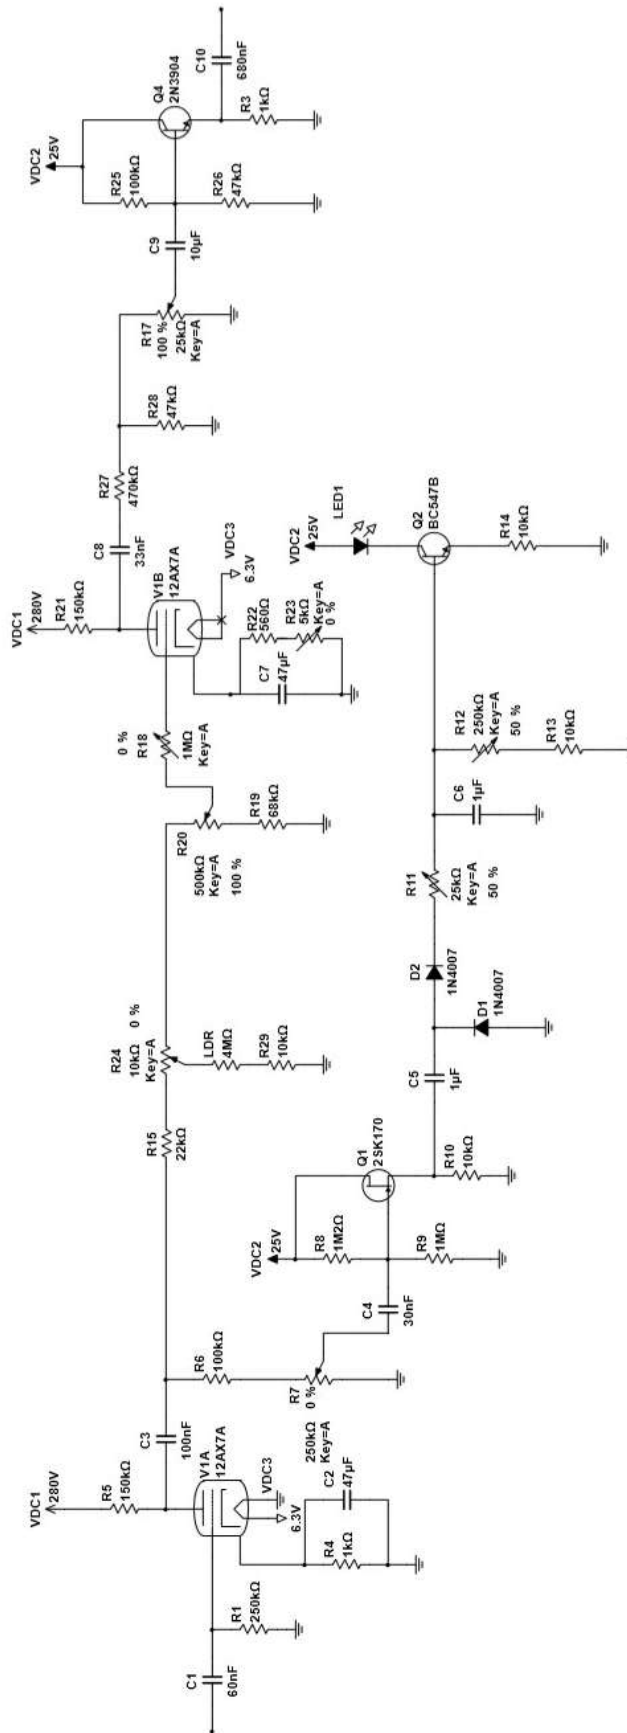 C1
60nF
R1
250kΩ
VDC1
280V
R5
150kΩ
V1A
12AX7A
VDC3
6.3V
R4
1kΩ
C2
47µF
C3
100nF
R6
100kΩ
R7
0 %
250kΩ
Key=A
C4
30nF
VDC2
25V
R8
1M2Ω
R9
1MΩ
Q1
2SK170
R10
10kΩ
C5
1µF
D1
1N4007
D2
1N4007
R11
25kΩ
Key=A
50 %
C6
1µF
R12
250kΩ
Key=A
50 %
R13
10kΩ
VDC2
25V
LED1
Q2
BC547B
R14
10kΩ
R15
22kΩ
R24
10kΩ
Key=A
0 %
LDR
4MΩ
R29
10kΩ
R20
500kΩ
Key=A
100 %
R19
68kΩ
0 %
R18
1MΩ
Key=A
VDC1
280V
R21
150kΩ
V1B
12AX7A
VDC3
6.3V
C7
47µF
R22
560Ω
R23
5kΩ
Key=A
0 %
C8
33nF
R27
470kΩ
R28
47kΩ
R17
100 %
25kΩ
Key=A
C9
10µF
VDC2
25V
R25
100kΩ
R26
47kΩ
Q4
2N3904
R3
1kΩ
C10
680nF